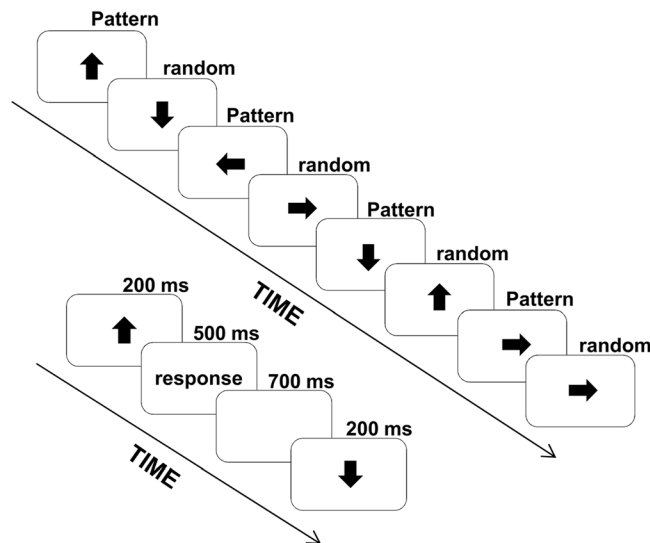 Pattern
random
Pattern
random
Pattern
random
Pattern
random
TIME
200 ms
500 ms
response
700 ms
200 ms
TIME